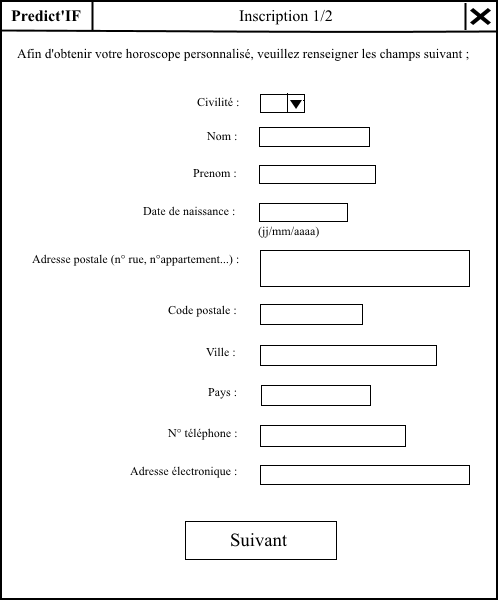 Predict'IF
Inscription 1/2
Afin d'obtenir votre horoscope personnalisé, veuillez renseigner les champs suivant ;
Civilité :
Nom :
Prenom :
Date de naissance :
(jj/mm/aaaa)
Adresse postale (n° rue, n°appartement...) :
Code postale :
Ville :
Pays :
N° téléphone :
Adresse électronique :
Suivant